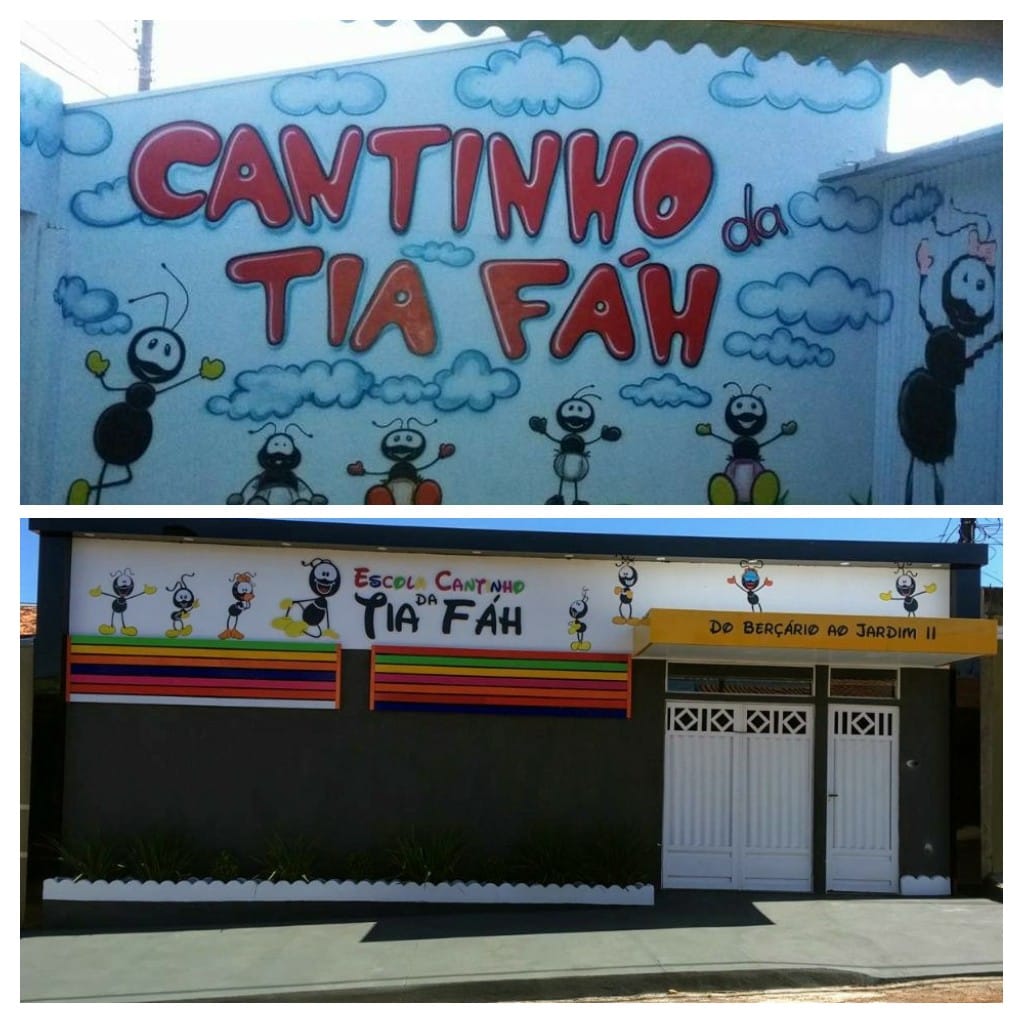 CANTINHO da
TIA FÁH
ESCOLA CANTINHO
DA
TIA FÁH
DO BERÇÁRIO AO JARDIM II